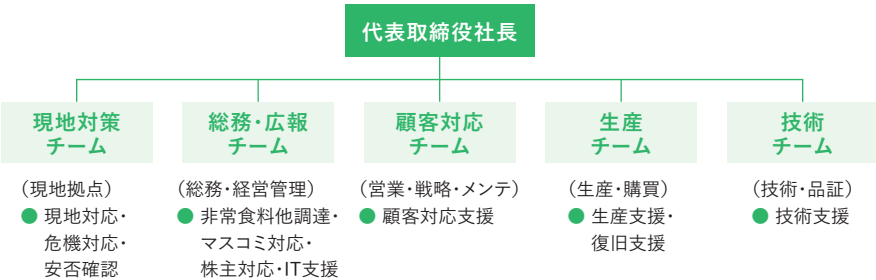 代表取締役社長
現地対策
チーム
(現地拠点)
● 現地対応・
危機対応・
安否確認
総務・広報
チーム
(総務・経営管理)
● 非常食料他調達・
マスコミ対応・
株主対応・IT支援
顧客対応
チーム
(営業・戦略・メンテ)
● 顧客対応支援
生産
チーム
(生産・購買)
● 生産支援・
復旧支援
技術
チーム
(技術・品証)
● 技術支援